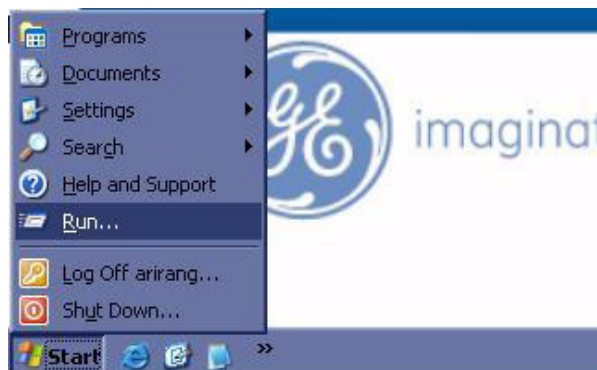 Programs
Documents
Settings
Search
Help and Support
Run...
Log Off arirang...
Shut Down...
Start
»
GE
imaginat